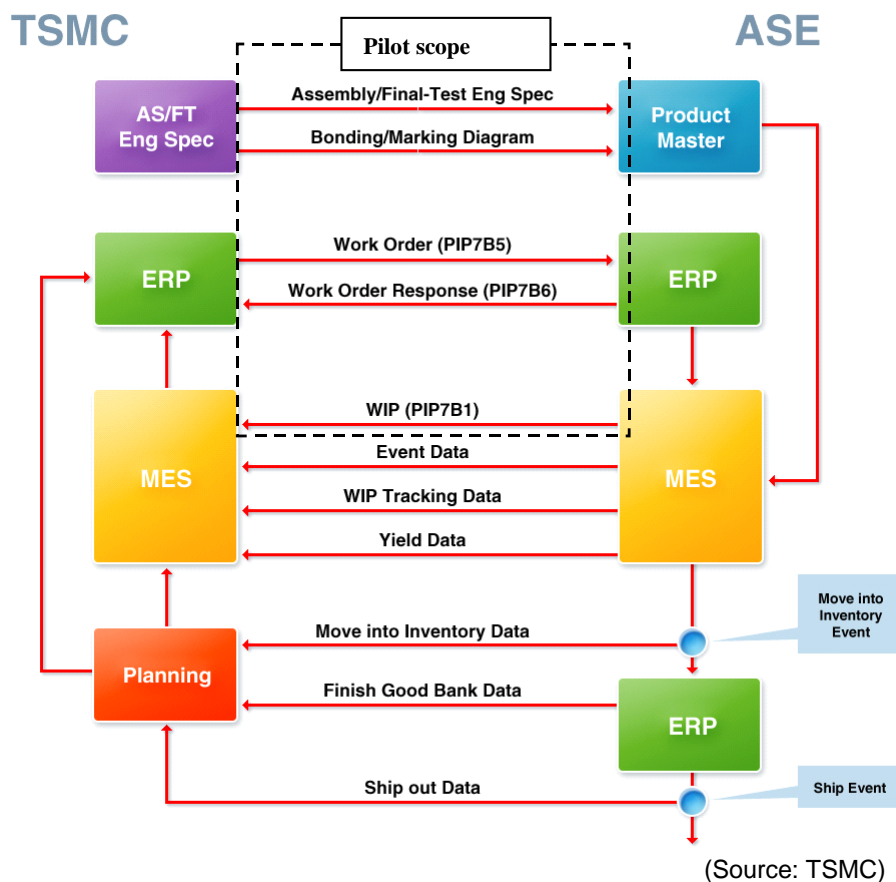 TSMC
Pilot scope
ASE
AS/FT
Eng Spec
Assembly/Final-Test Eng Spec
Bonding/Marking Diagram
Product
Master
ERP
Work Order (PIP7B5)
Work Order Response (PIP7B6)
ERP
MES
WIP (PIP7B1)
Event Data
WIP Tracking Data
Yield Data
MES
Move into
Inventory
Event
Planning
Move into Inventory Data
Finish Good Bank Data
ERP
Ship out Data
Ship Event
(Source: TSMC)